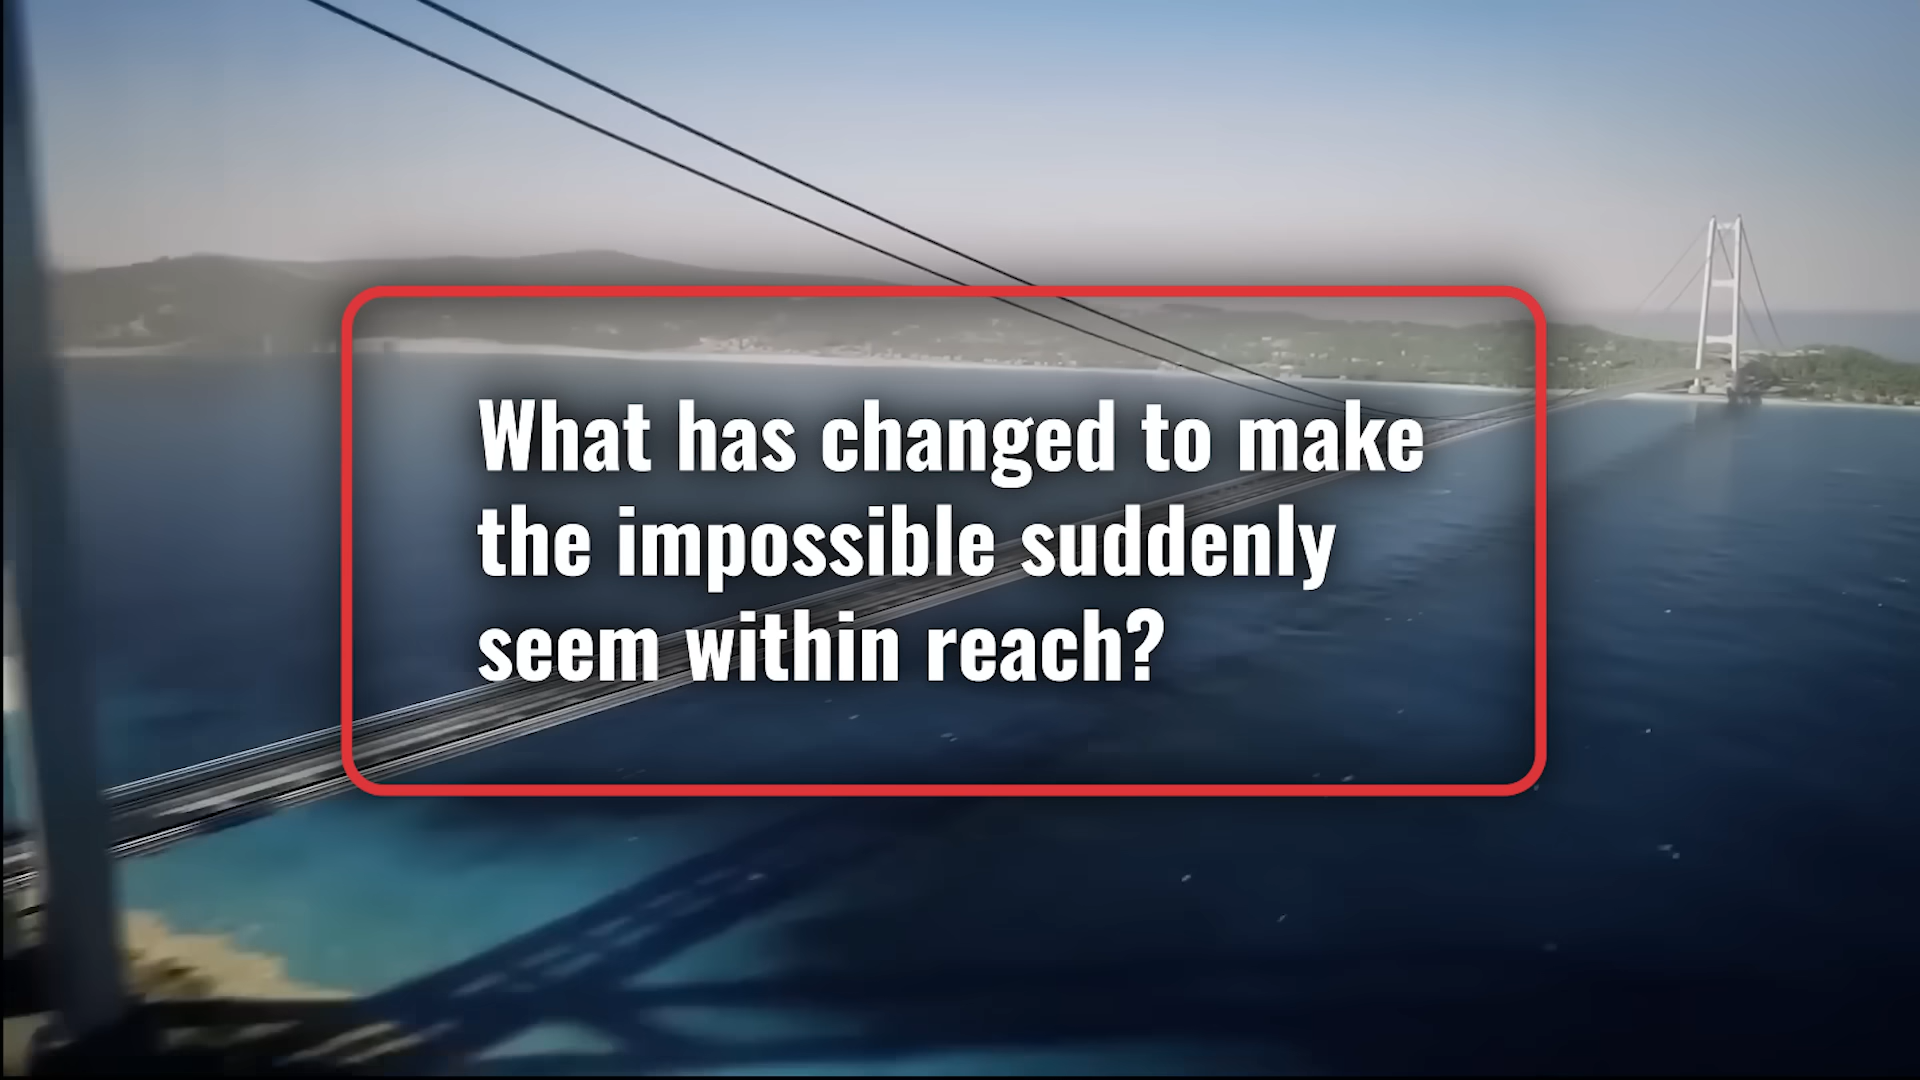 What has changed to make
the impossible suddenly
seem within reach?